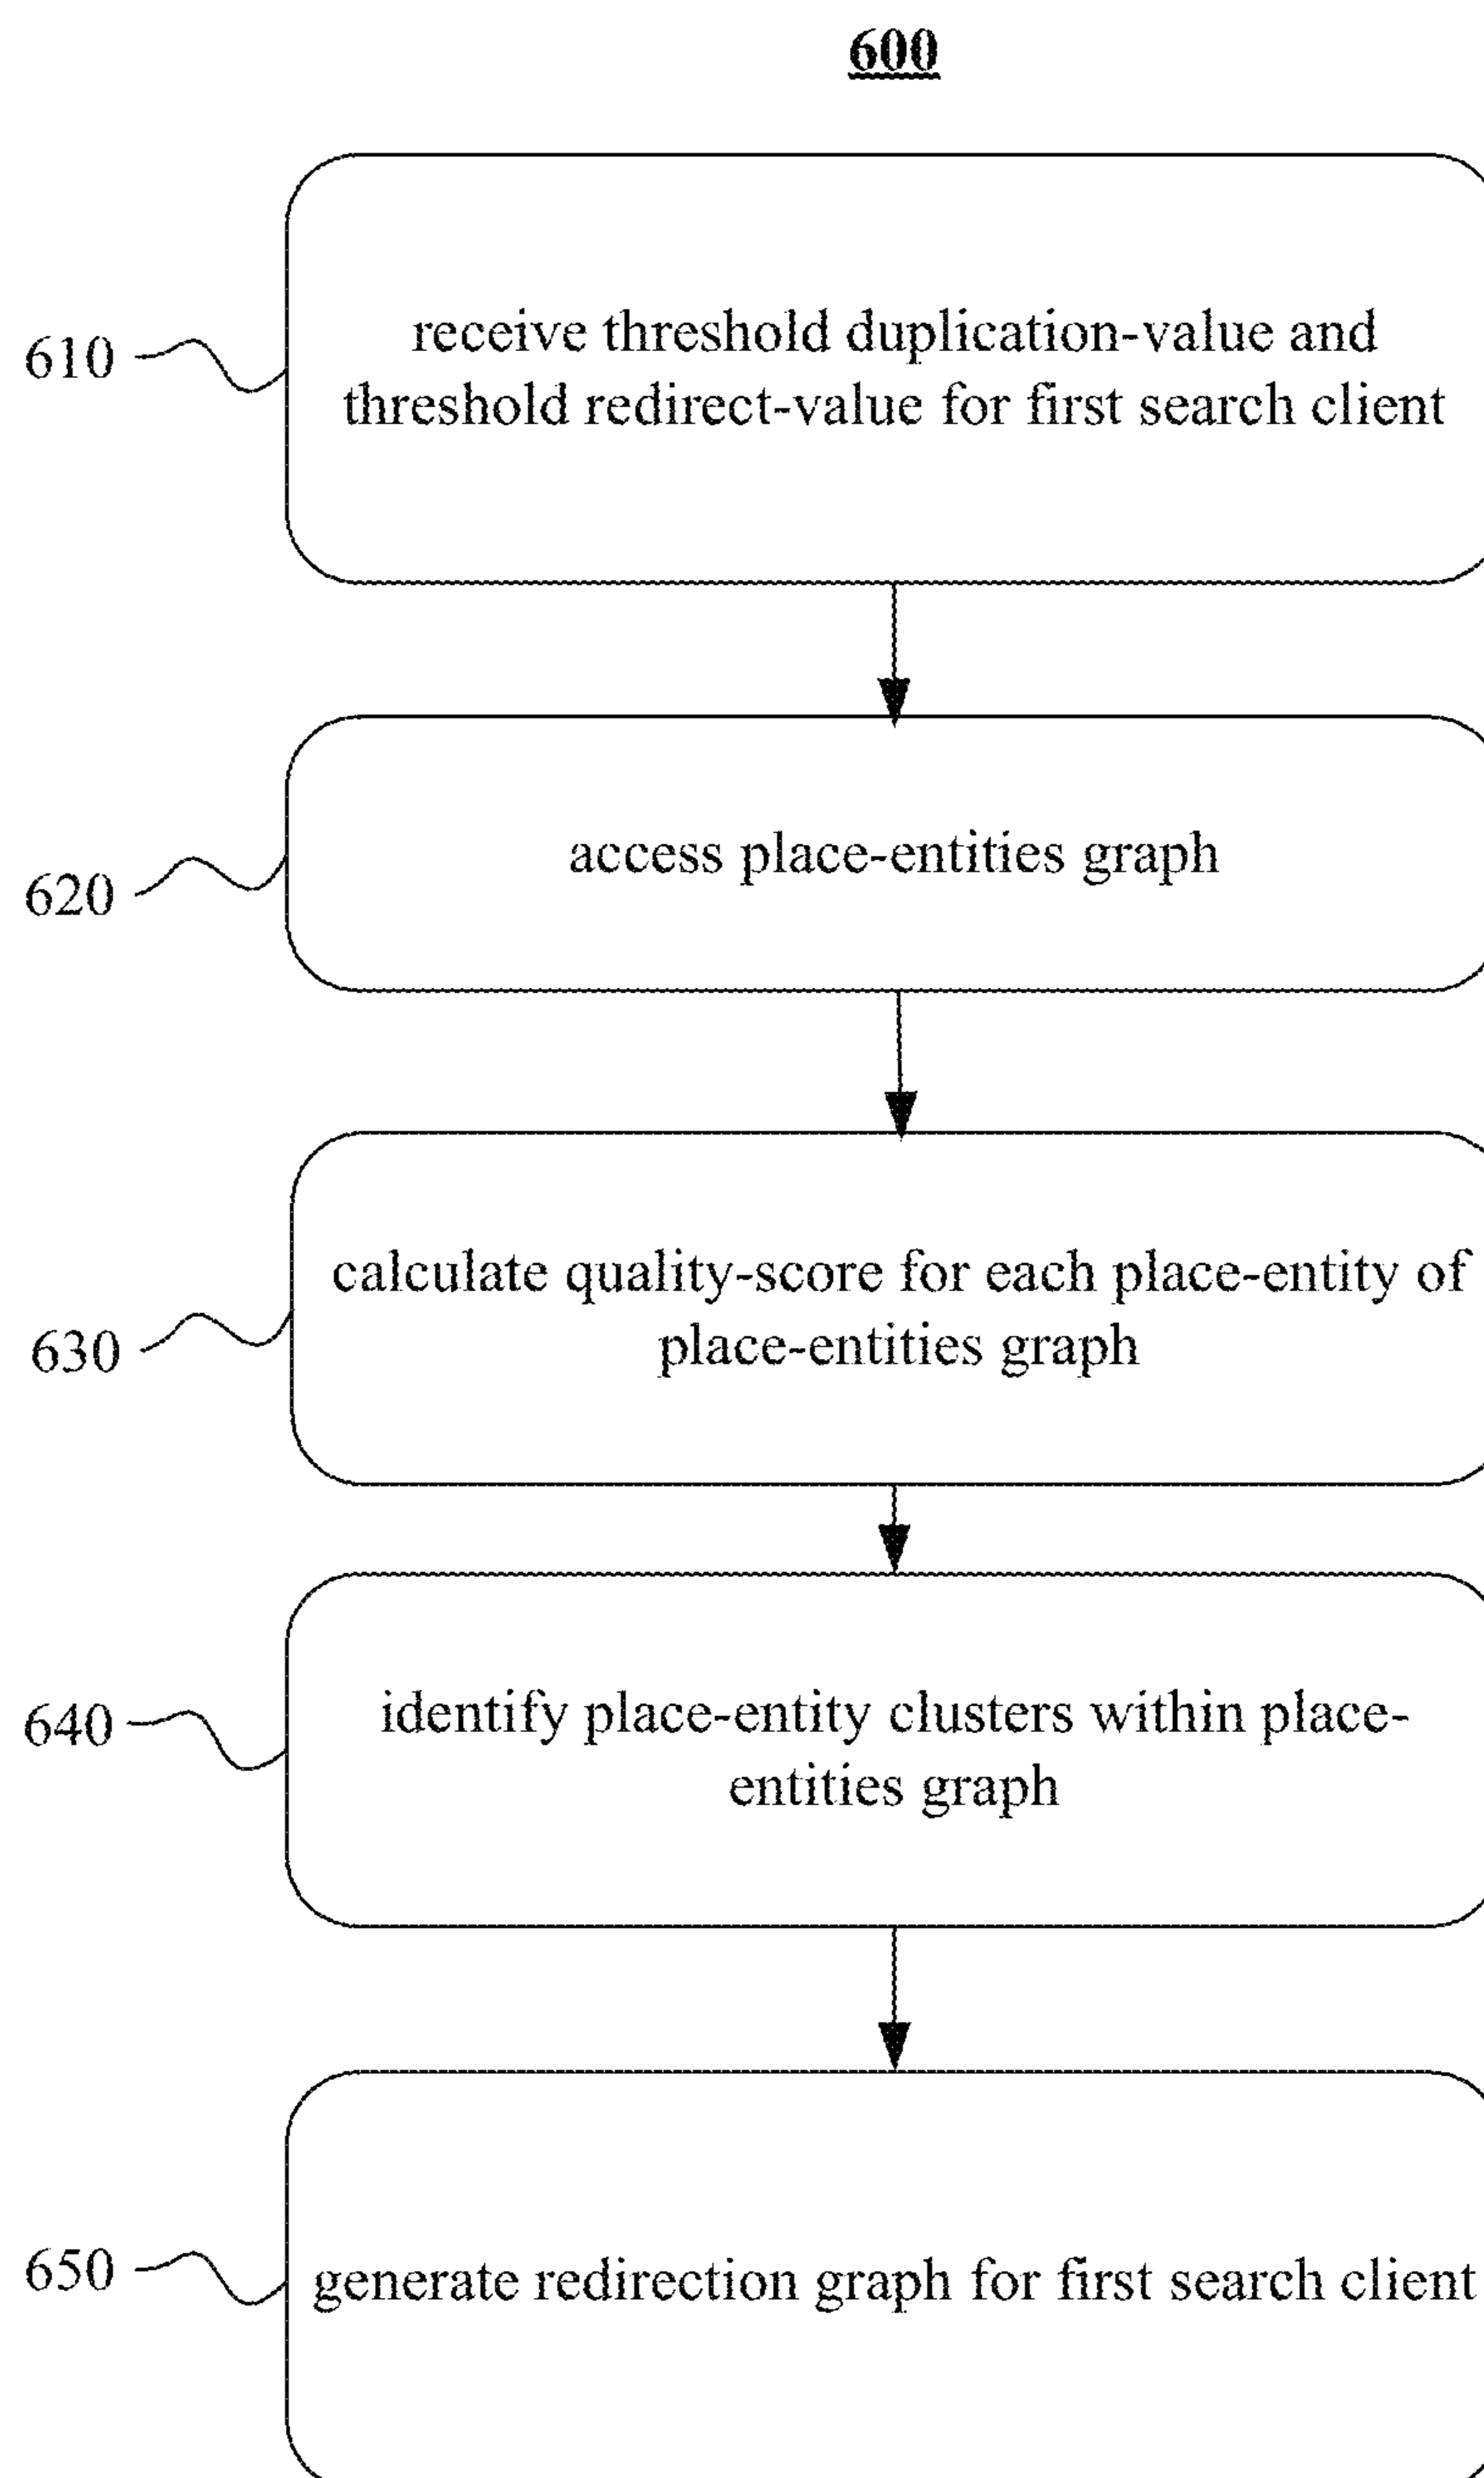 600
610
receive threshold duplication-value and
threshold redirect-value for first search client
620
access place-entities graph
630
calculate quality-score for each place-entity of
place-entities graph
640
identify place-entity clusters within place-
entities graph
650
generate redirection graph for first search client